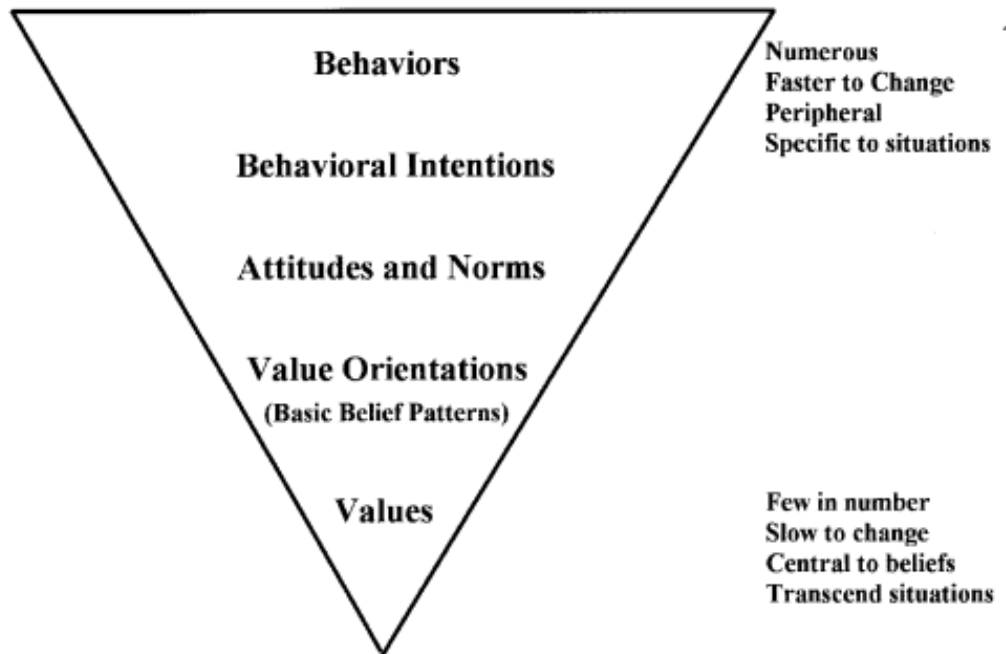 Behaviors
Numerous
Faster to Change
Peripheral
Specific to situations
Behavioral Intentions
Attitudes and Norms
Value Orientations
(Basic Belief Patterns)
Values
Few in number
Slow to change
Central to beliefs
Transcend situations